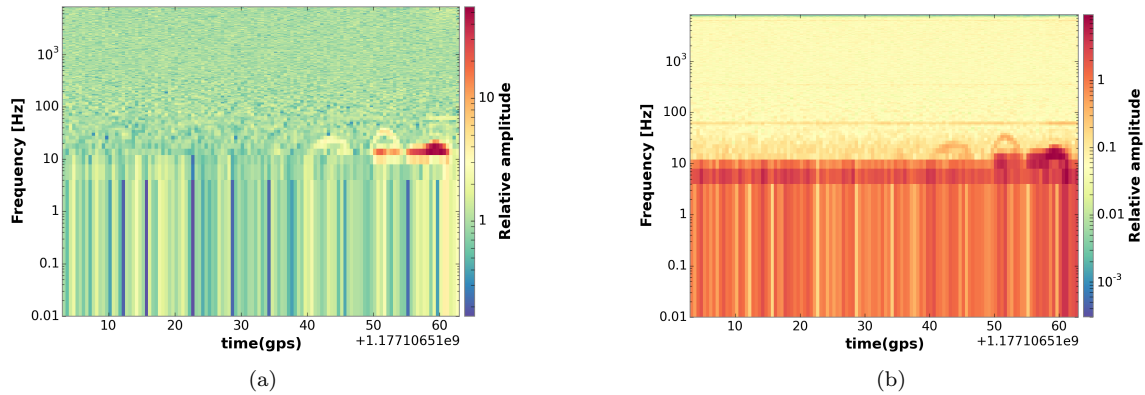 10³
100
10
1
0.1
0.01
Frequency [Hz]
10 20 30 40 50 60
time(gps)
+1.17710651e9
10
1
Relative amplitude
(a)
10³
100
10
1
0.1
0.01
Frequency [Hz]
10 20 30 40 50 60
time(gps)
+1.17710651e9
1
0.1
0.01
10⁻³
Relative amplitude
(b)